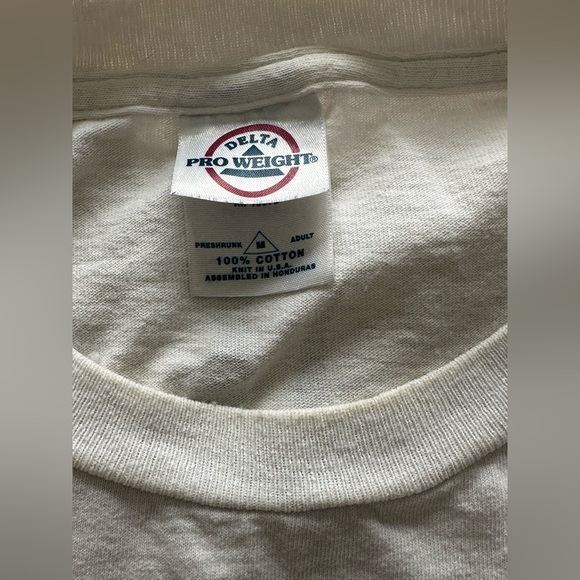 DELTA
PRO WEIGHT®
PRESHRUNK M ADULT
100% COTTON
KNIT IN U.S.A.
ASSEMBLED IN HONDURAS